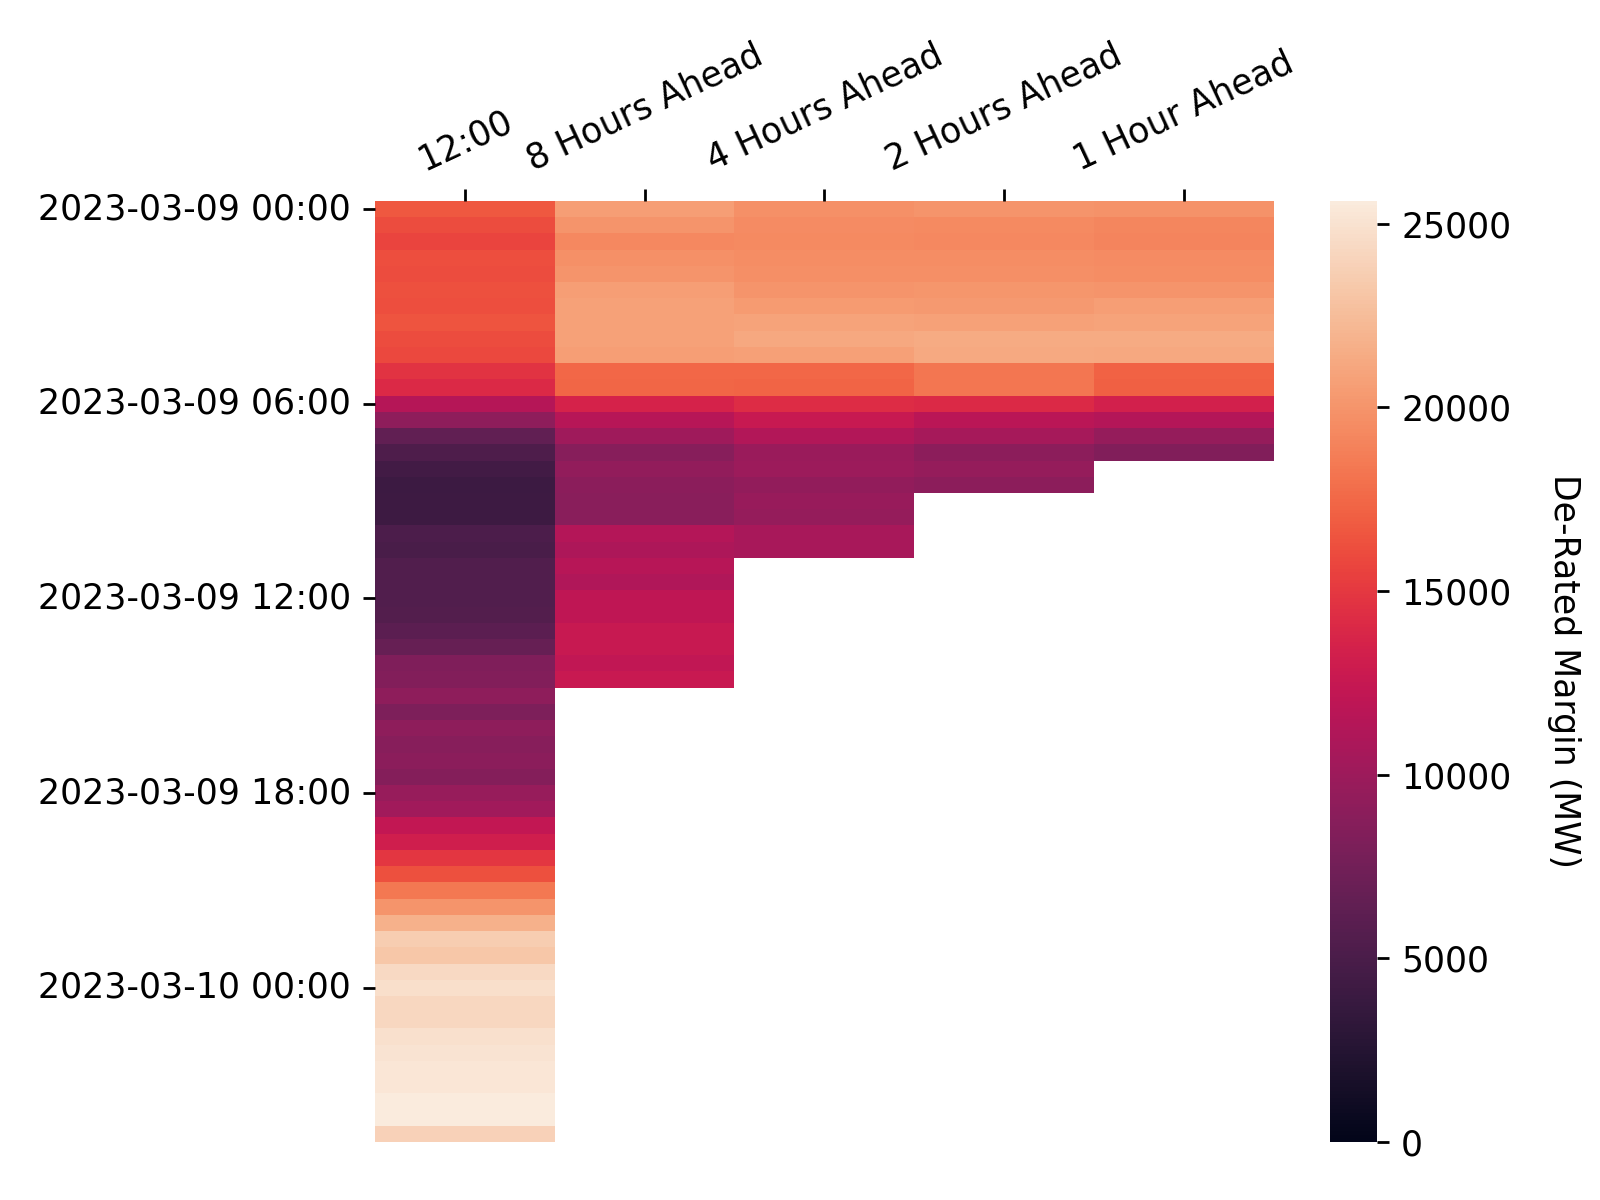 12:00
8 Hours Ahead
4 Hours Ahead
2 Hours Ahead
1 Hour Ahead
2023-03-09 00:00
2023-03-09 06:00
2023-03-09 12:00
2023-03-09 18:00
2023-03-10 00:00
25000
20000
15000
10000
5000
0
De-Rated Margin (MW)